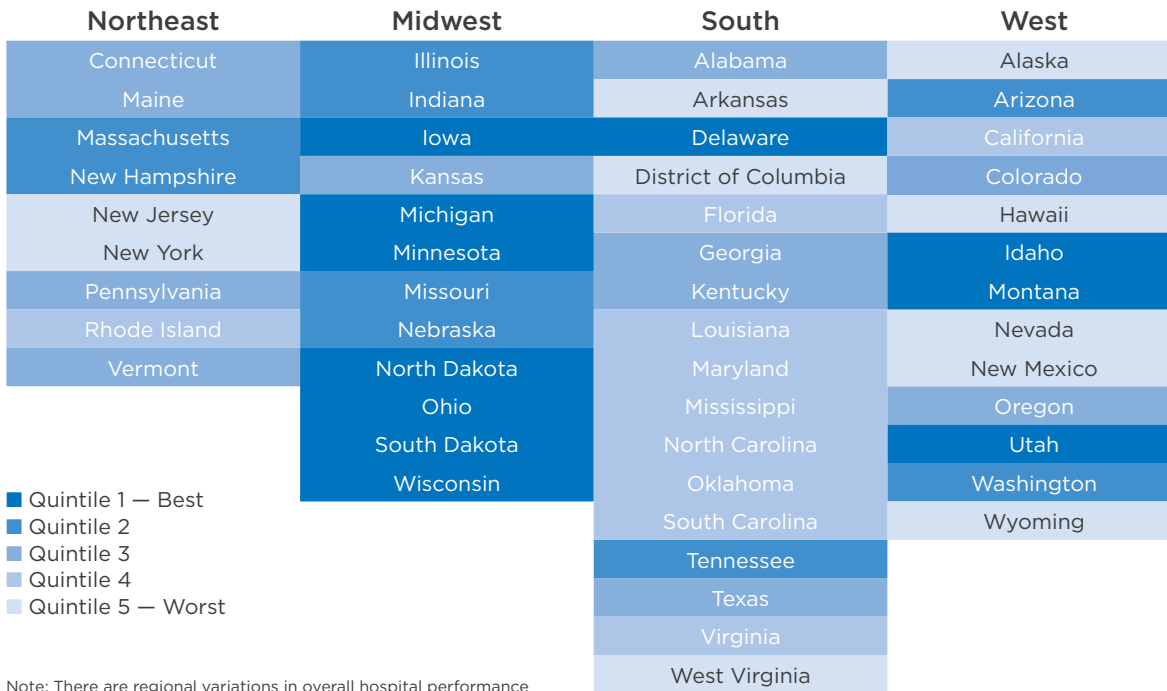 Northeast Midwest South West
Connecticut Illinois Alabama Alaska
Maine Indiana Arkansas Arizona
Massachusetts Iowa Delaware California
New Hampshire Kansas District of Columbia Colorado
New Jersey Michigan Florida Hawaii
New York Minnesota Georgia Idaho
Pennsylvania Missouri Kentucky Montana
Rhode Island Nebraska Louisiana Nevada
Vermont North Dakota Maryland New Mexico
Ohio Mississippi Oregon
South Dakota North Carolina Utah
Wisconsin Oklahoma Washington
South Carolina Wyoming
Tennessee
Texas
Virginia
West Virginia
Quintile 1 — Best
Quintile 2
Quintile 3
Quintile 4
Quintile 5 — Worst
Note: There are regional variations in overall hospital performance